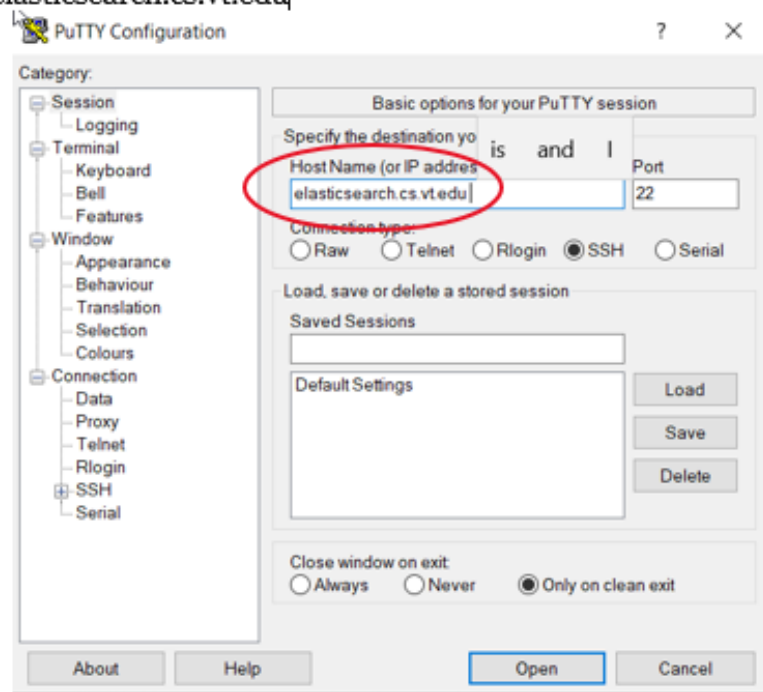 elasticsearch.cs.vt.edu
PuTTY Configuration ? ×
Category:
Session
Logging
Terminal
Keyboard
Bell
Features
Window
Appearance
Behaviour
Translation
Selection
Colours
Connection
Data
Proxy
Telnet
Rlogin
SSH
Serial
Basic options for your PuTTY session
Specify the destination yo
is and I
Host Name (or IP addres Port
elasticsearch.cs.vt.edu 22
Connection type:
Raw Telnet Rlogin SSH Serial
Load, save or delete a stored session
Saved Sessions
Default Settings
Load
Save
Delete
Close window on exit:
Always Never Only on clean exit
About Help Open Cancel